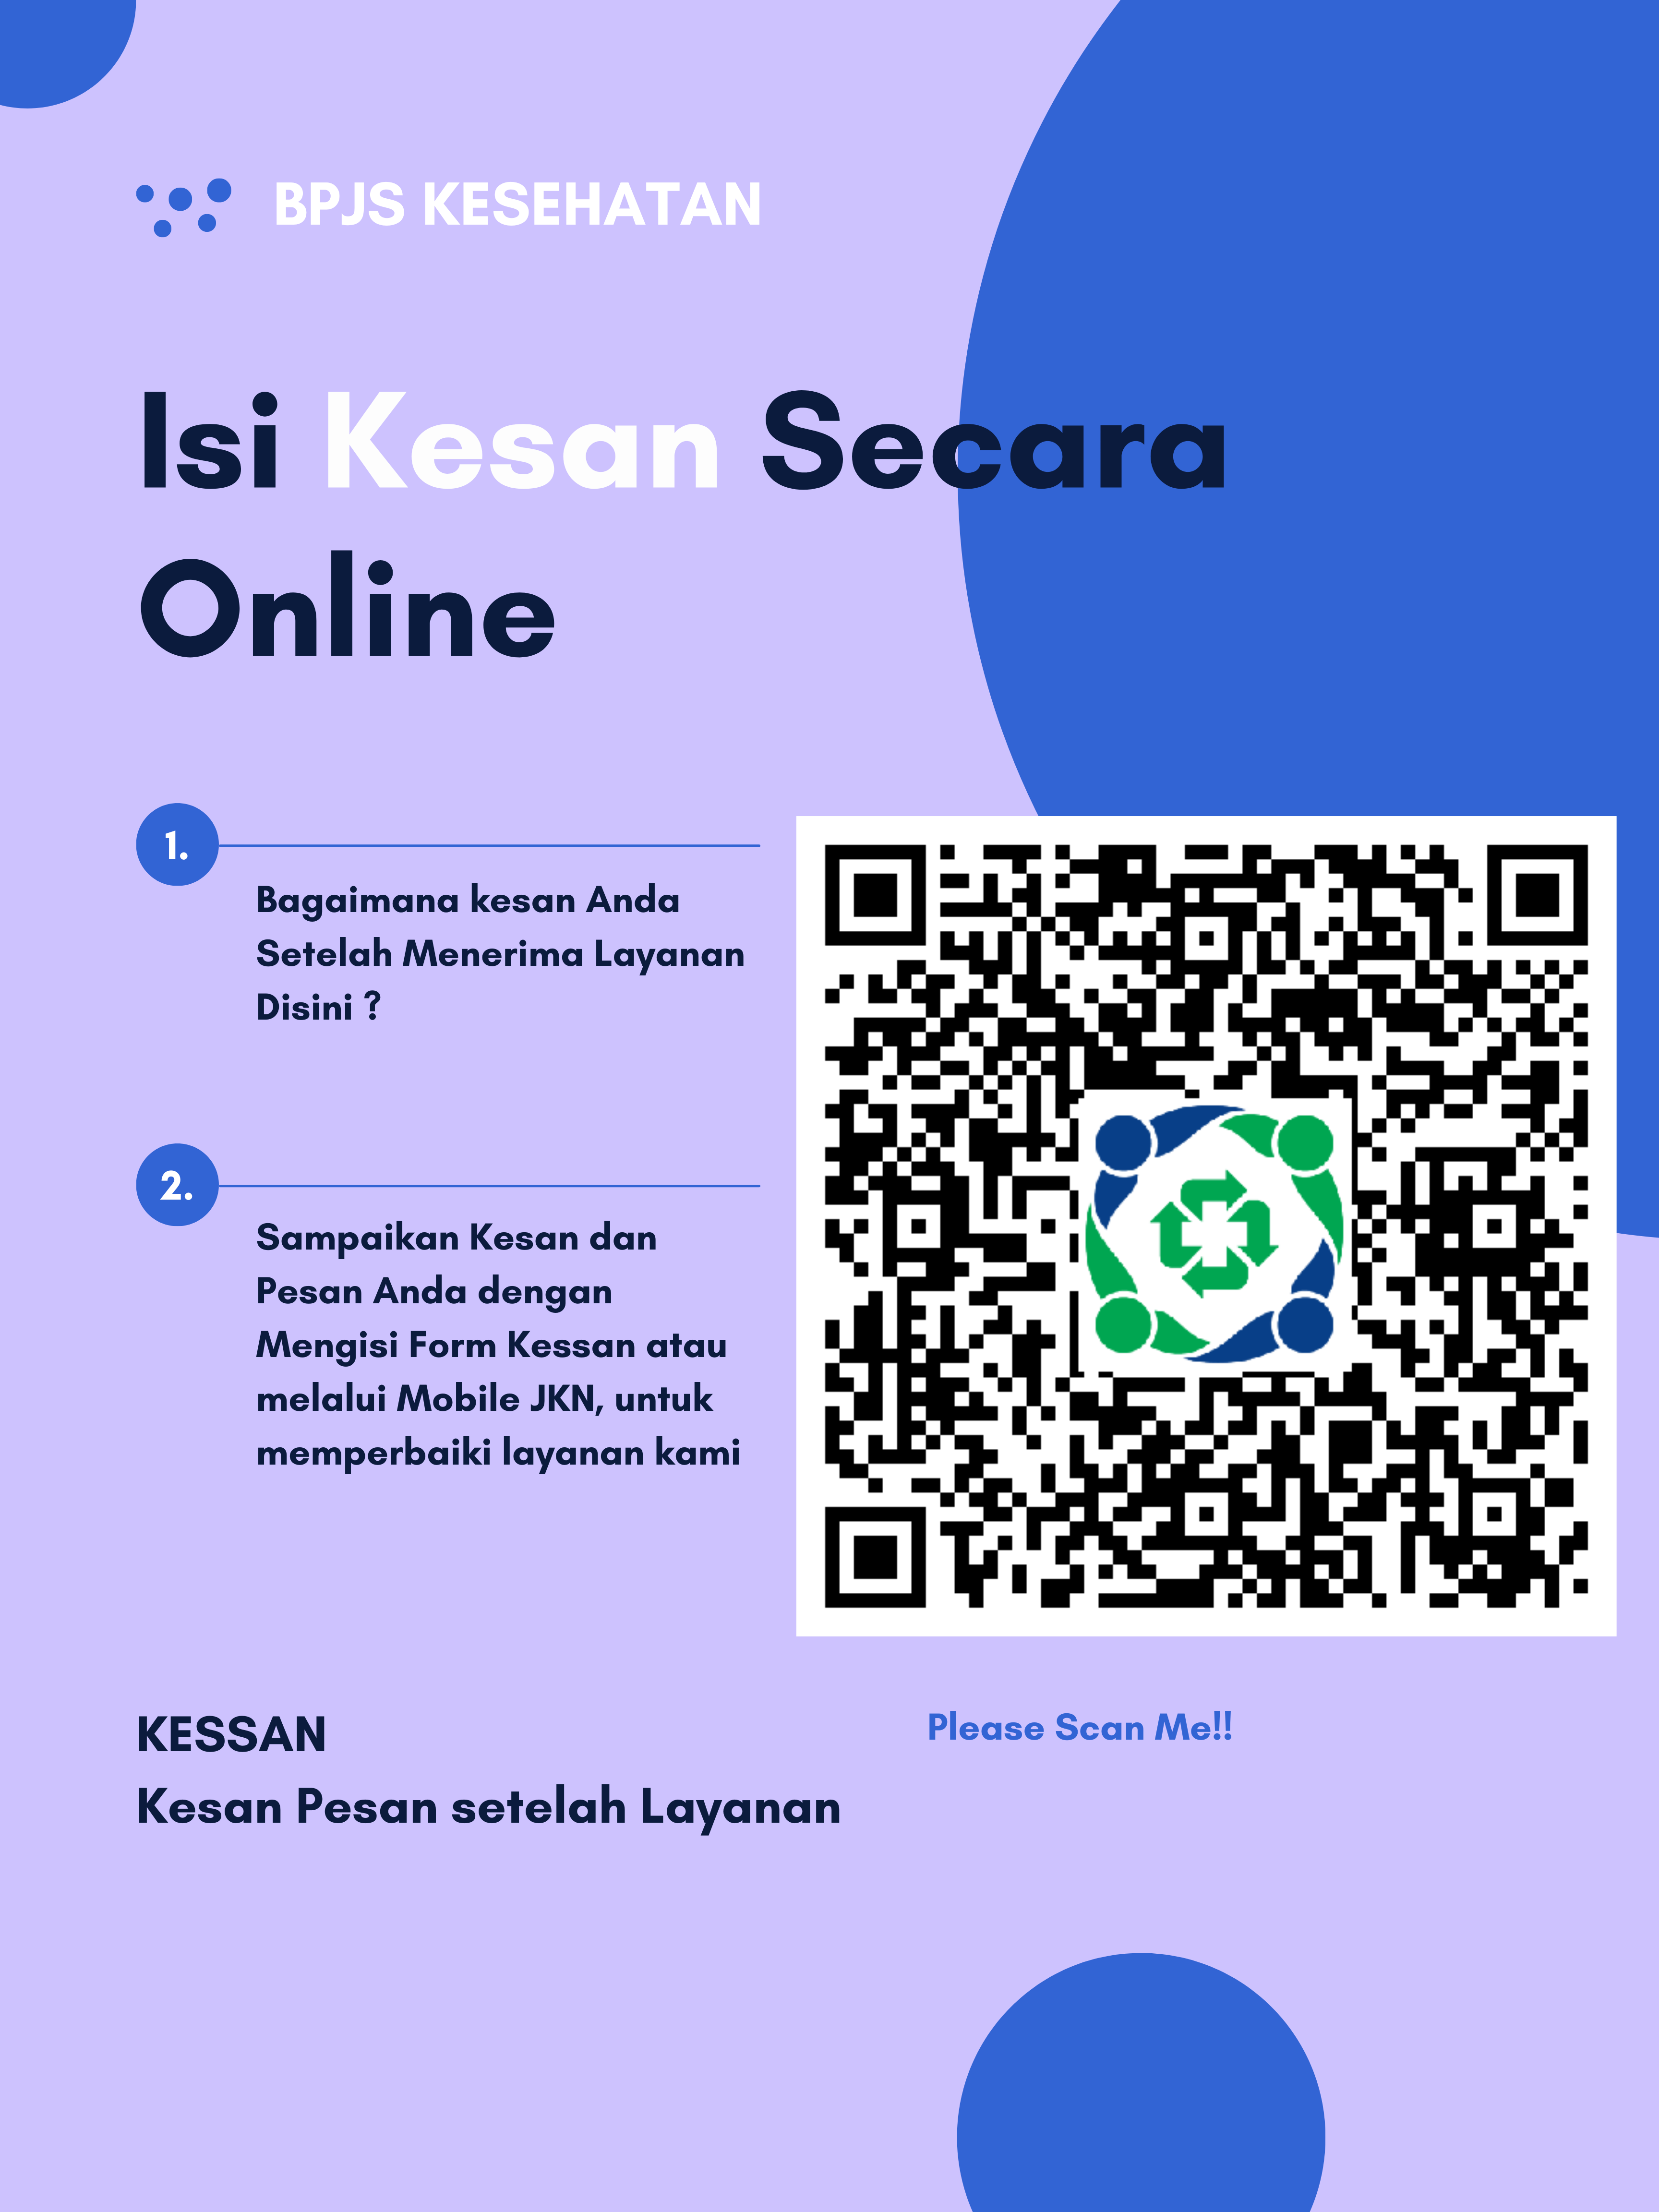 BPJS KESEHATAN
Isi Kesan Secara
Online
1.
Bagaimana kesan Anda
Setelah Menerima Layanan
Disini ?
2.
Sampaikan Kesan dan
Pesan Anda dengan
Mengisi Form Kessan atau
melalui Mobile JKN, untuk
memperbaiki layanan kami
KESSAN
Kesan Pesan setelah Layanan
Please Scan Me!!